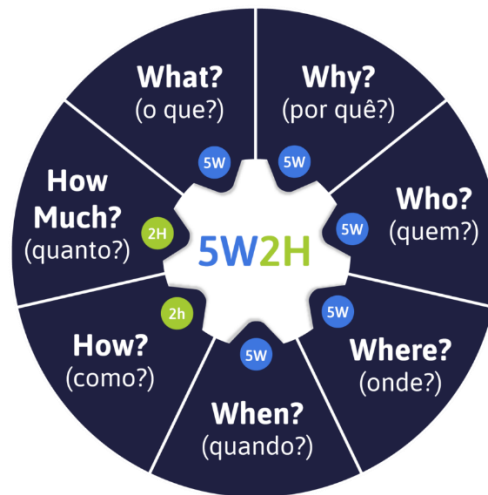 What?
(o que?)
5W
Why?
(por quê?)
5W
Who?
(quem?)
5W
Where?
(onde?)
5W
When?
(quando?)
5W
How?
(como?)
2h
How
Much?
(quanto?)
2H
5W2H